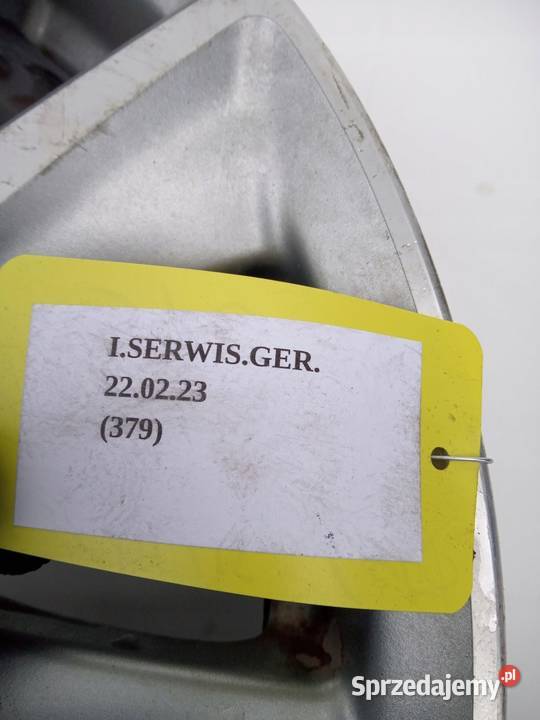 I.SERWIS.GER.
22.02.23
(379)
Sprzedajemy.pl